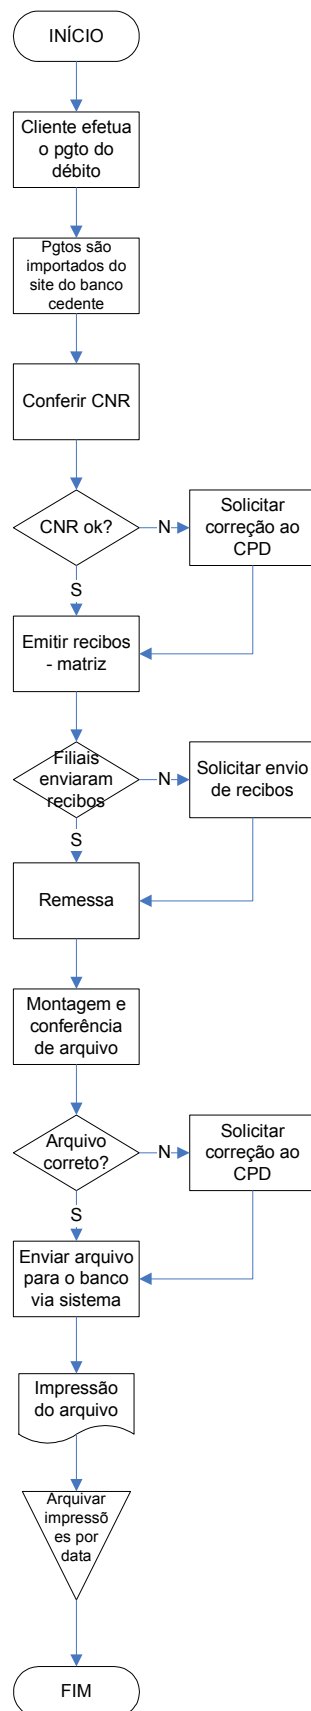 INÍCIO
Cliente efetua
o pgto do
débito
Pgtos são
importados do
site do banco
cedente
Conferir CNR
CNR ok?
N
Solicitar
correção ao
CPD
S
Emitir recibos
- matriz
Filiais
enviaram
recibos
N
Solicitar envio
de recibos
S
Remessa
Montagem e
conferência
de arquivo
Arquivo
correto?
N
Solicitar
correção ao
CPD
S
Enviar arquivo
para o banco
via sistema
Impressão
do arquivo
Arquivar
impressõ
es por
data
FIM